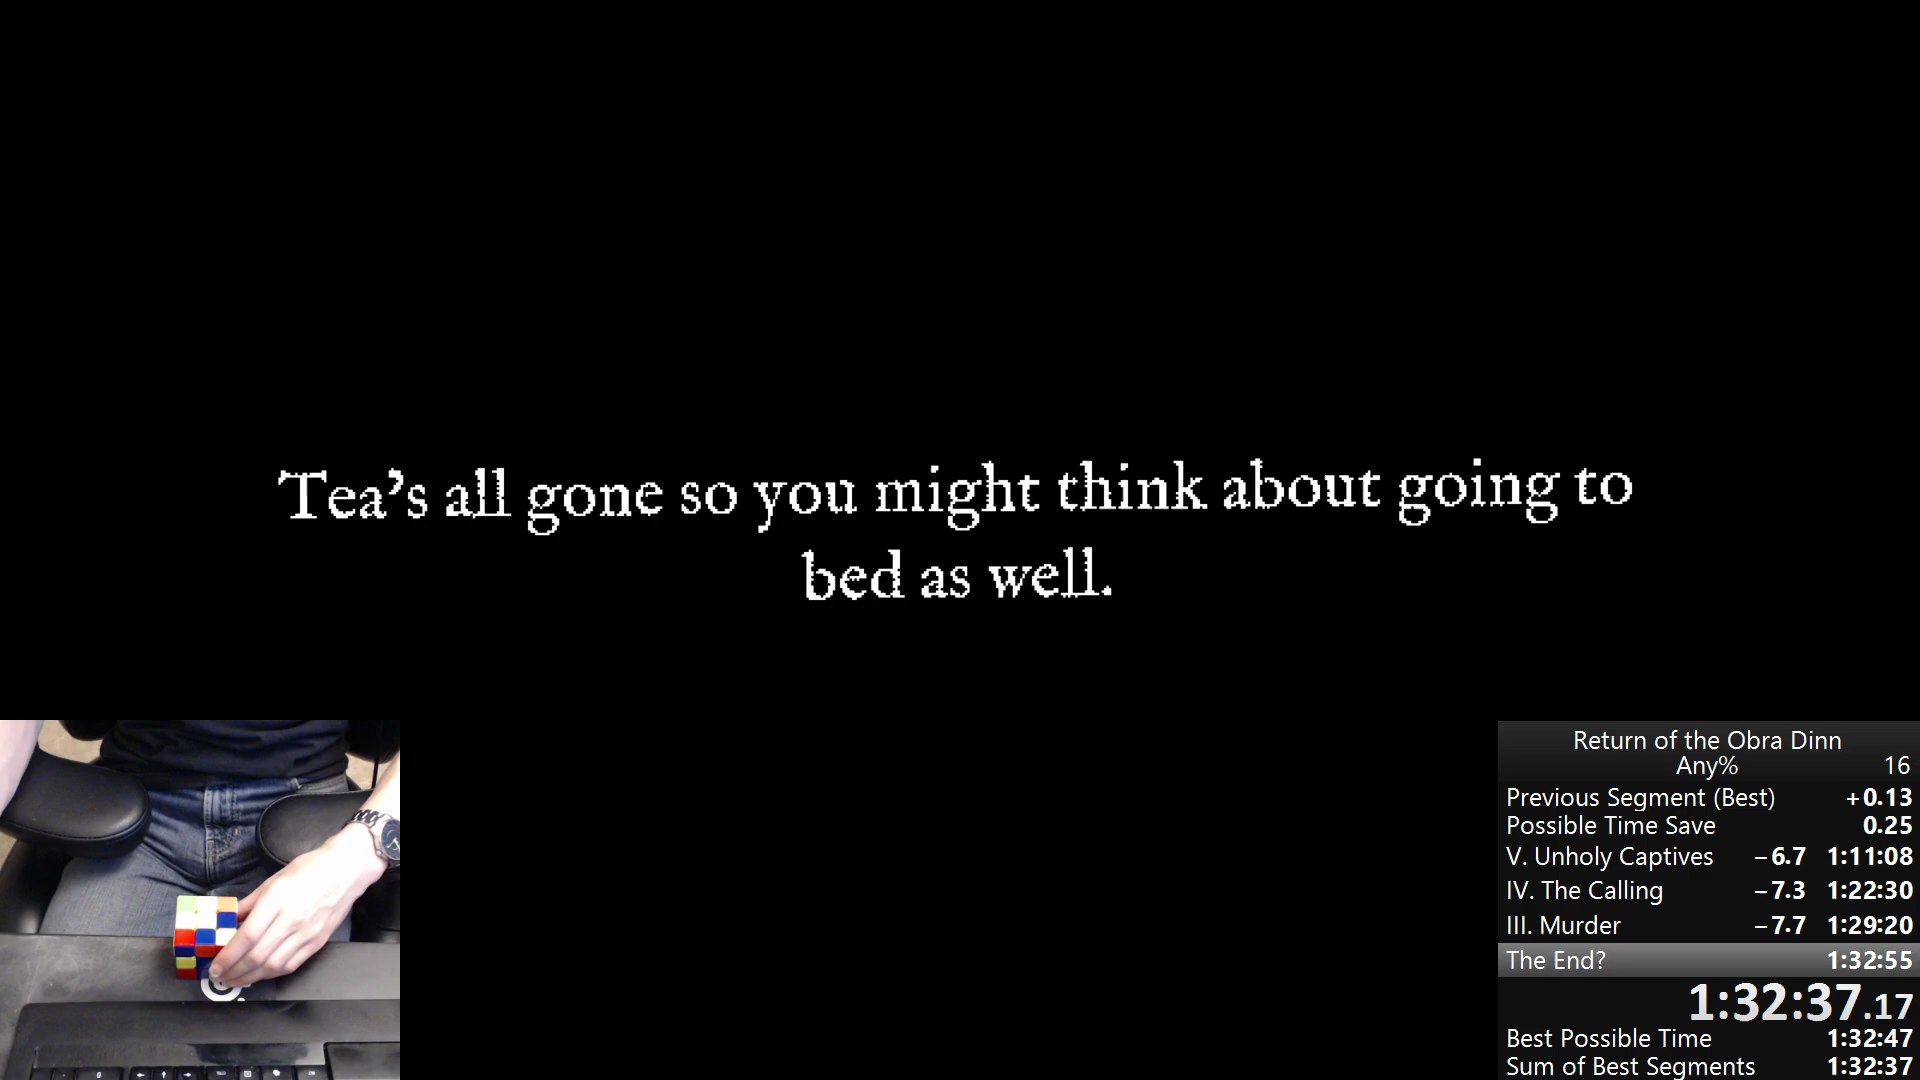 Tea's all gone so you might think about going to
bed as well.
Return of the Obra Dinn
Any% 16
Previous Segment (Best) +0.13
Possible Time Save 0.25
V. Unholy Captives −6.7 1:11:08
IV. The Calling −7.3 1:22:30
III. Murder −7.7 1:29:20
The End? 1:32:55
1:32:37.17
Best Possible Time 1:32:47
Sum of Best Segments 1:32:37